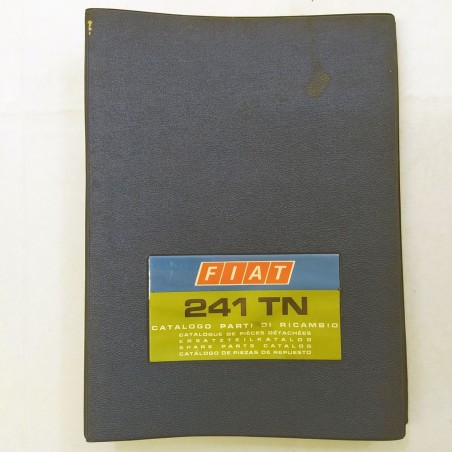 FIAT
241 TN
CATALOGO PARTI DI RICAMBIO
CATALOGUE DE PIÈCES DÉTACHÉES
ERSATZTEILKATALOG
SPARE PARTS CATALOG
CATÁLOGO DE PIEZAS DE REPUESTO